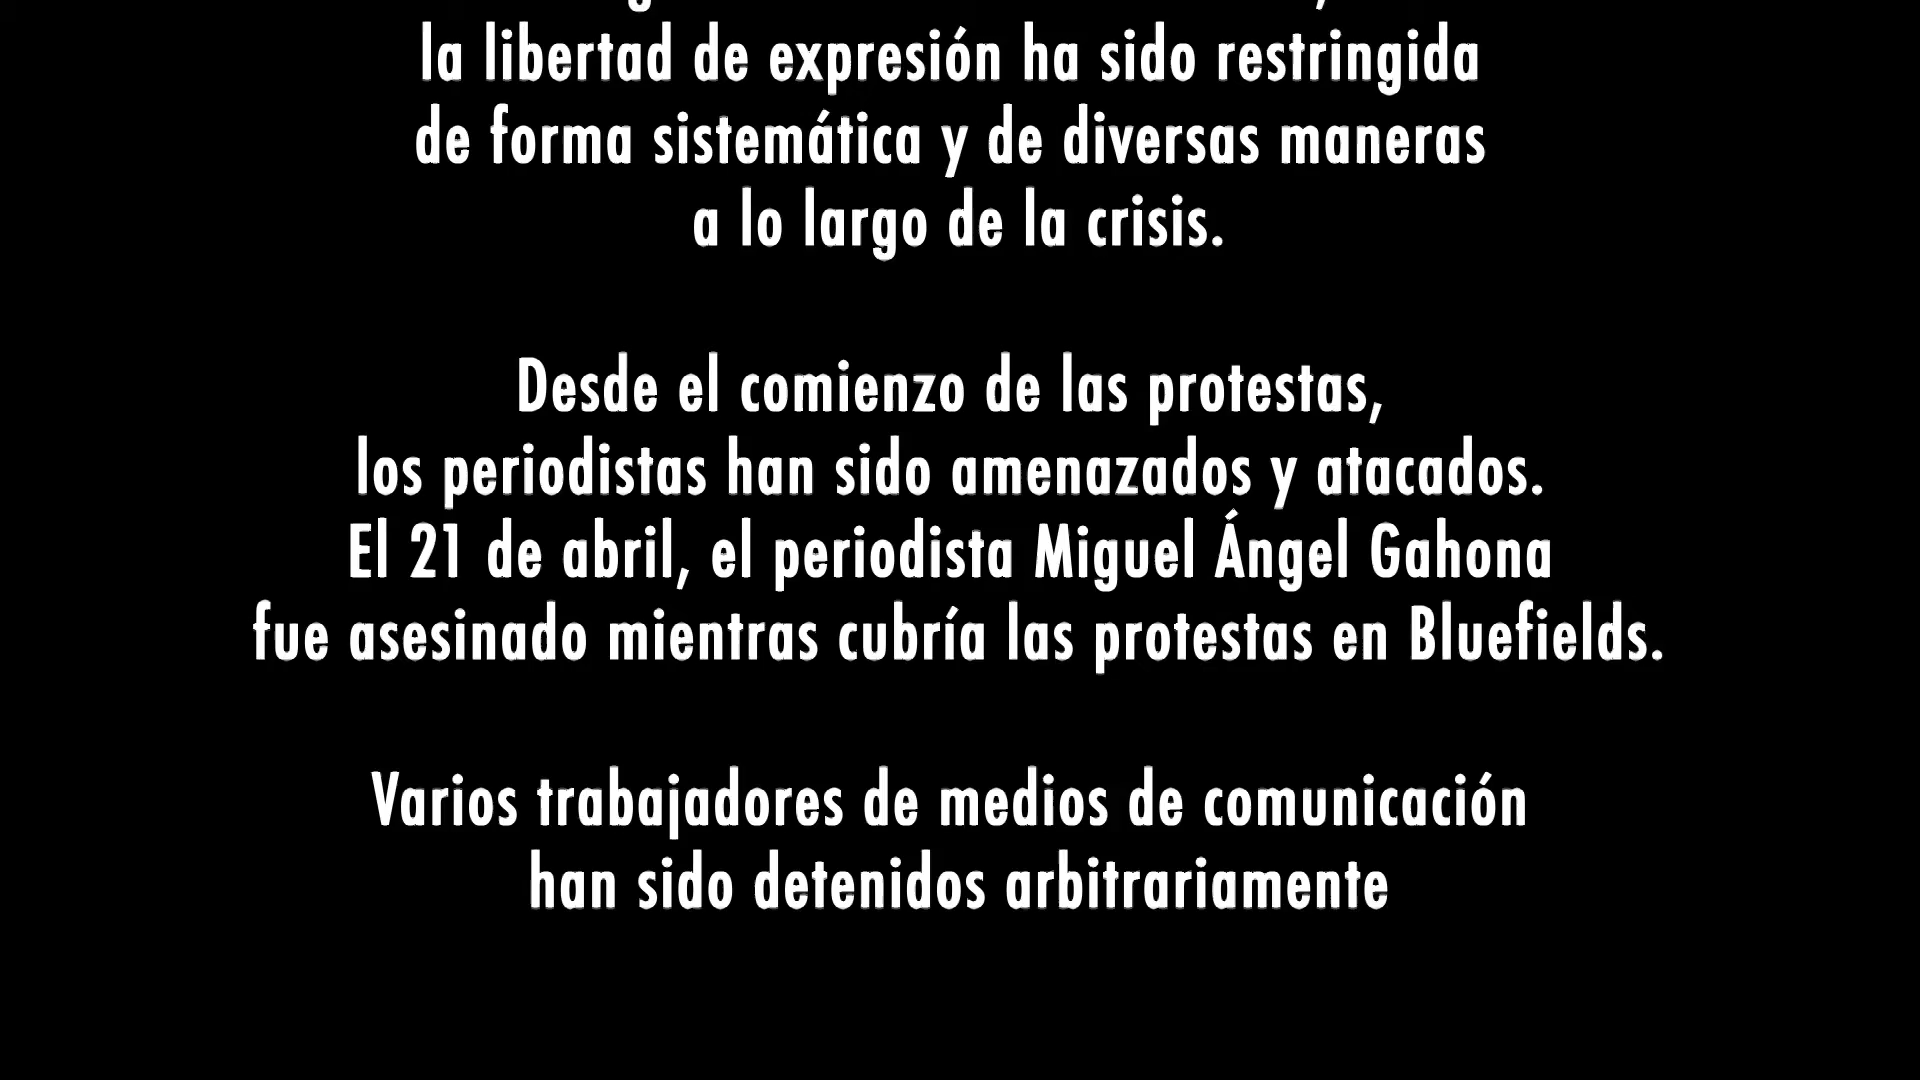 la libertad de expresión ha sido restringida
de forma sistemática y de diversas maneras
a lo largo de la crisis.
Desde el comienzo de las protestas,
los periodistas han sido amenazados y atacados.
El 21 de abril, el periodista Miguel Ángel Gahona
fue asesinado mientras cubría las protestas en Bluefields.
Varios trabajadores de medios de comunicación
han sido detenidos arbitrariamente